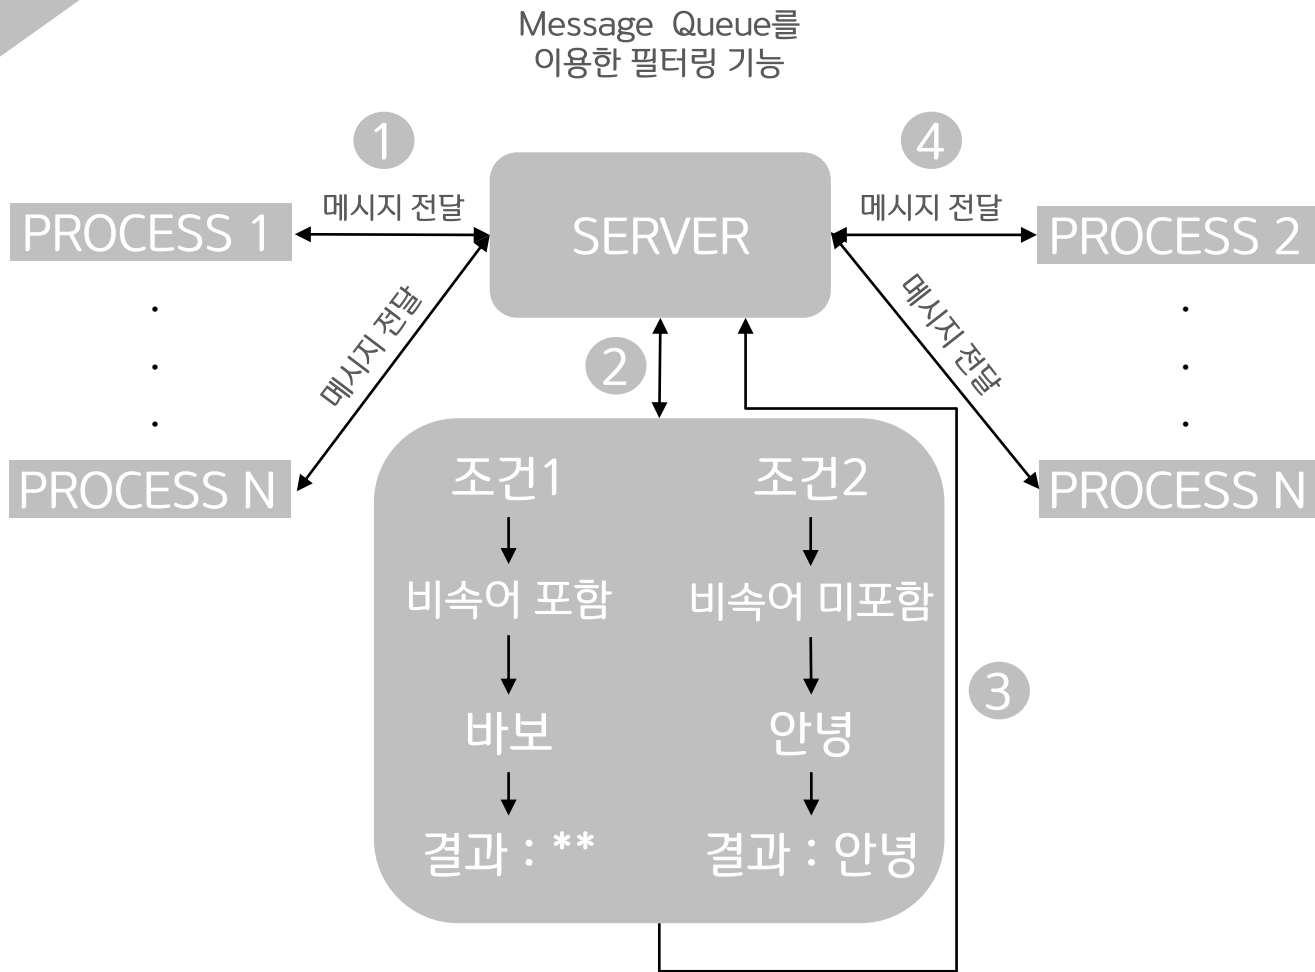 Message Queue를
이용한 필터링 기능
1
4
메시지 전달
메시지 전달
PROCESS 1
SERVER
PROCESS 2
메시지 전달
메시지 전달
2
PROCESS N
PROCESS N
조건1
조건2
비속어 포함
비속어 미포함
3
바보
안녕
결과 : **
결과 : 안녕